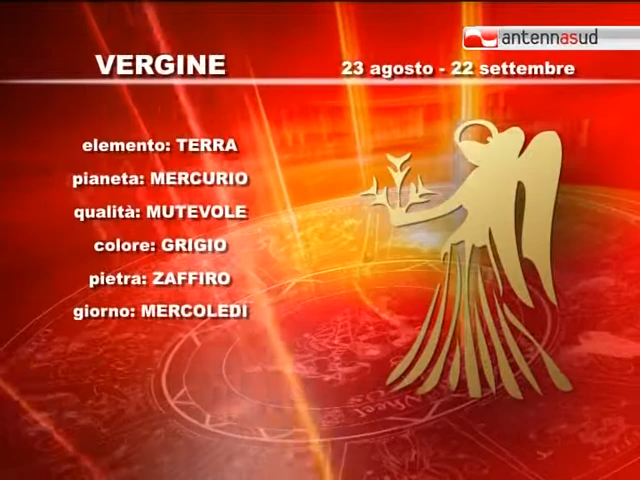 antennasud
VERGINE
23 agosto - 22 settembre
elemento: TERRA
pianeta: MERCURIO
qualità: MUTEVOLE
colore: GRIGIO
pietra: ZAFFIRO
giorno: MERCOLEDI